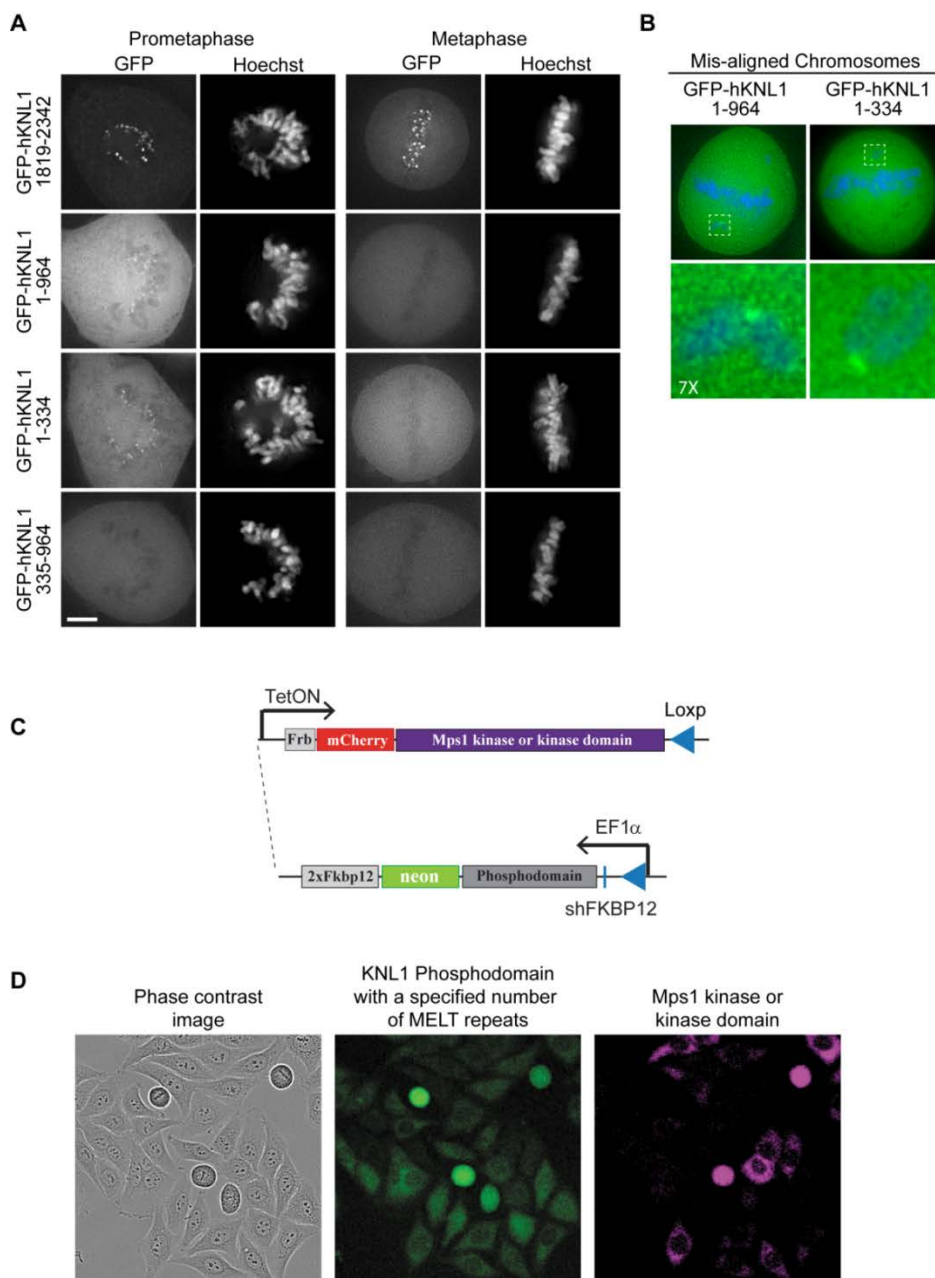 A
Prometaphase
Metaphase
GFP
Hoechst
GFP
Hoechst
GFP-hKNL1
1819-2342
GFP-hKNL1
1-964
GFP-hKNL1
1-334
GFP-hKNL1
335-964
B
Mis-aligned Chromosomes
GFP-hKNL1
1-964
GFP-hKNL1
1-334
7X
C
TetON
Loxp
Frb
mCherry
Mps1 kinase or kinase domain
EF1α
2xFkbp12
neon
Phosphodomain
shFKBP12
D
Phase contrast
image
KNL1 Phosphodomain
with a specified number
of MELT repeats
Mps1 kinase or
kinase domain